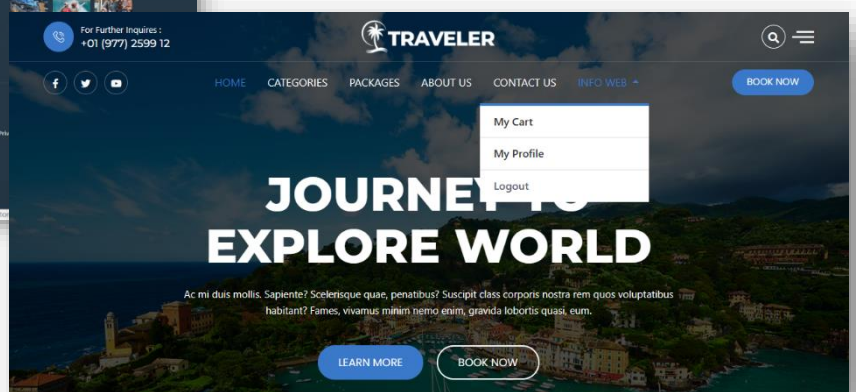 For Further Inquires :
+01 (977) 2599 12
TRAVELER
HOME CATEGORIES PACKAGES ABOUT US CONTACT US INFO WEB
BOOK NOW
My Cart
My Profile
Logout
JOURNEY TO
EXPLORE WORLD
Ac mi duis mollis. Sapiente? Scelerisque quae, penatibus? Suscipit class corporis nostra rem quos voluptatibus
habitant? Fames, vivamus minim nemo enim, gravida lobortis quasi, eum.
LEARN MORE
BOOK NOW